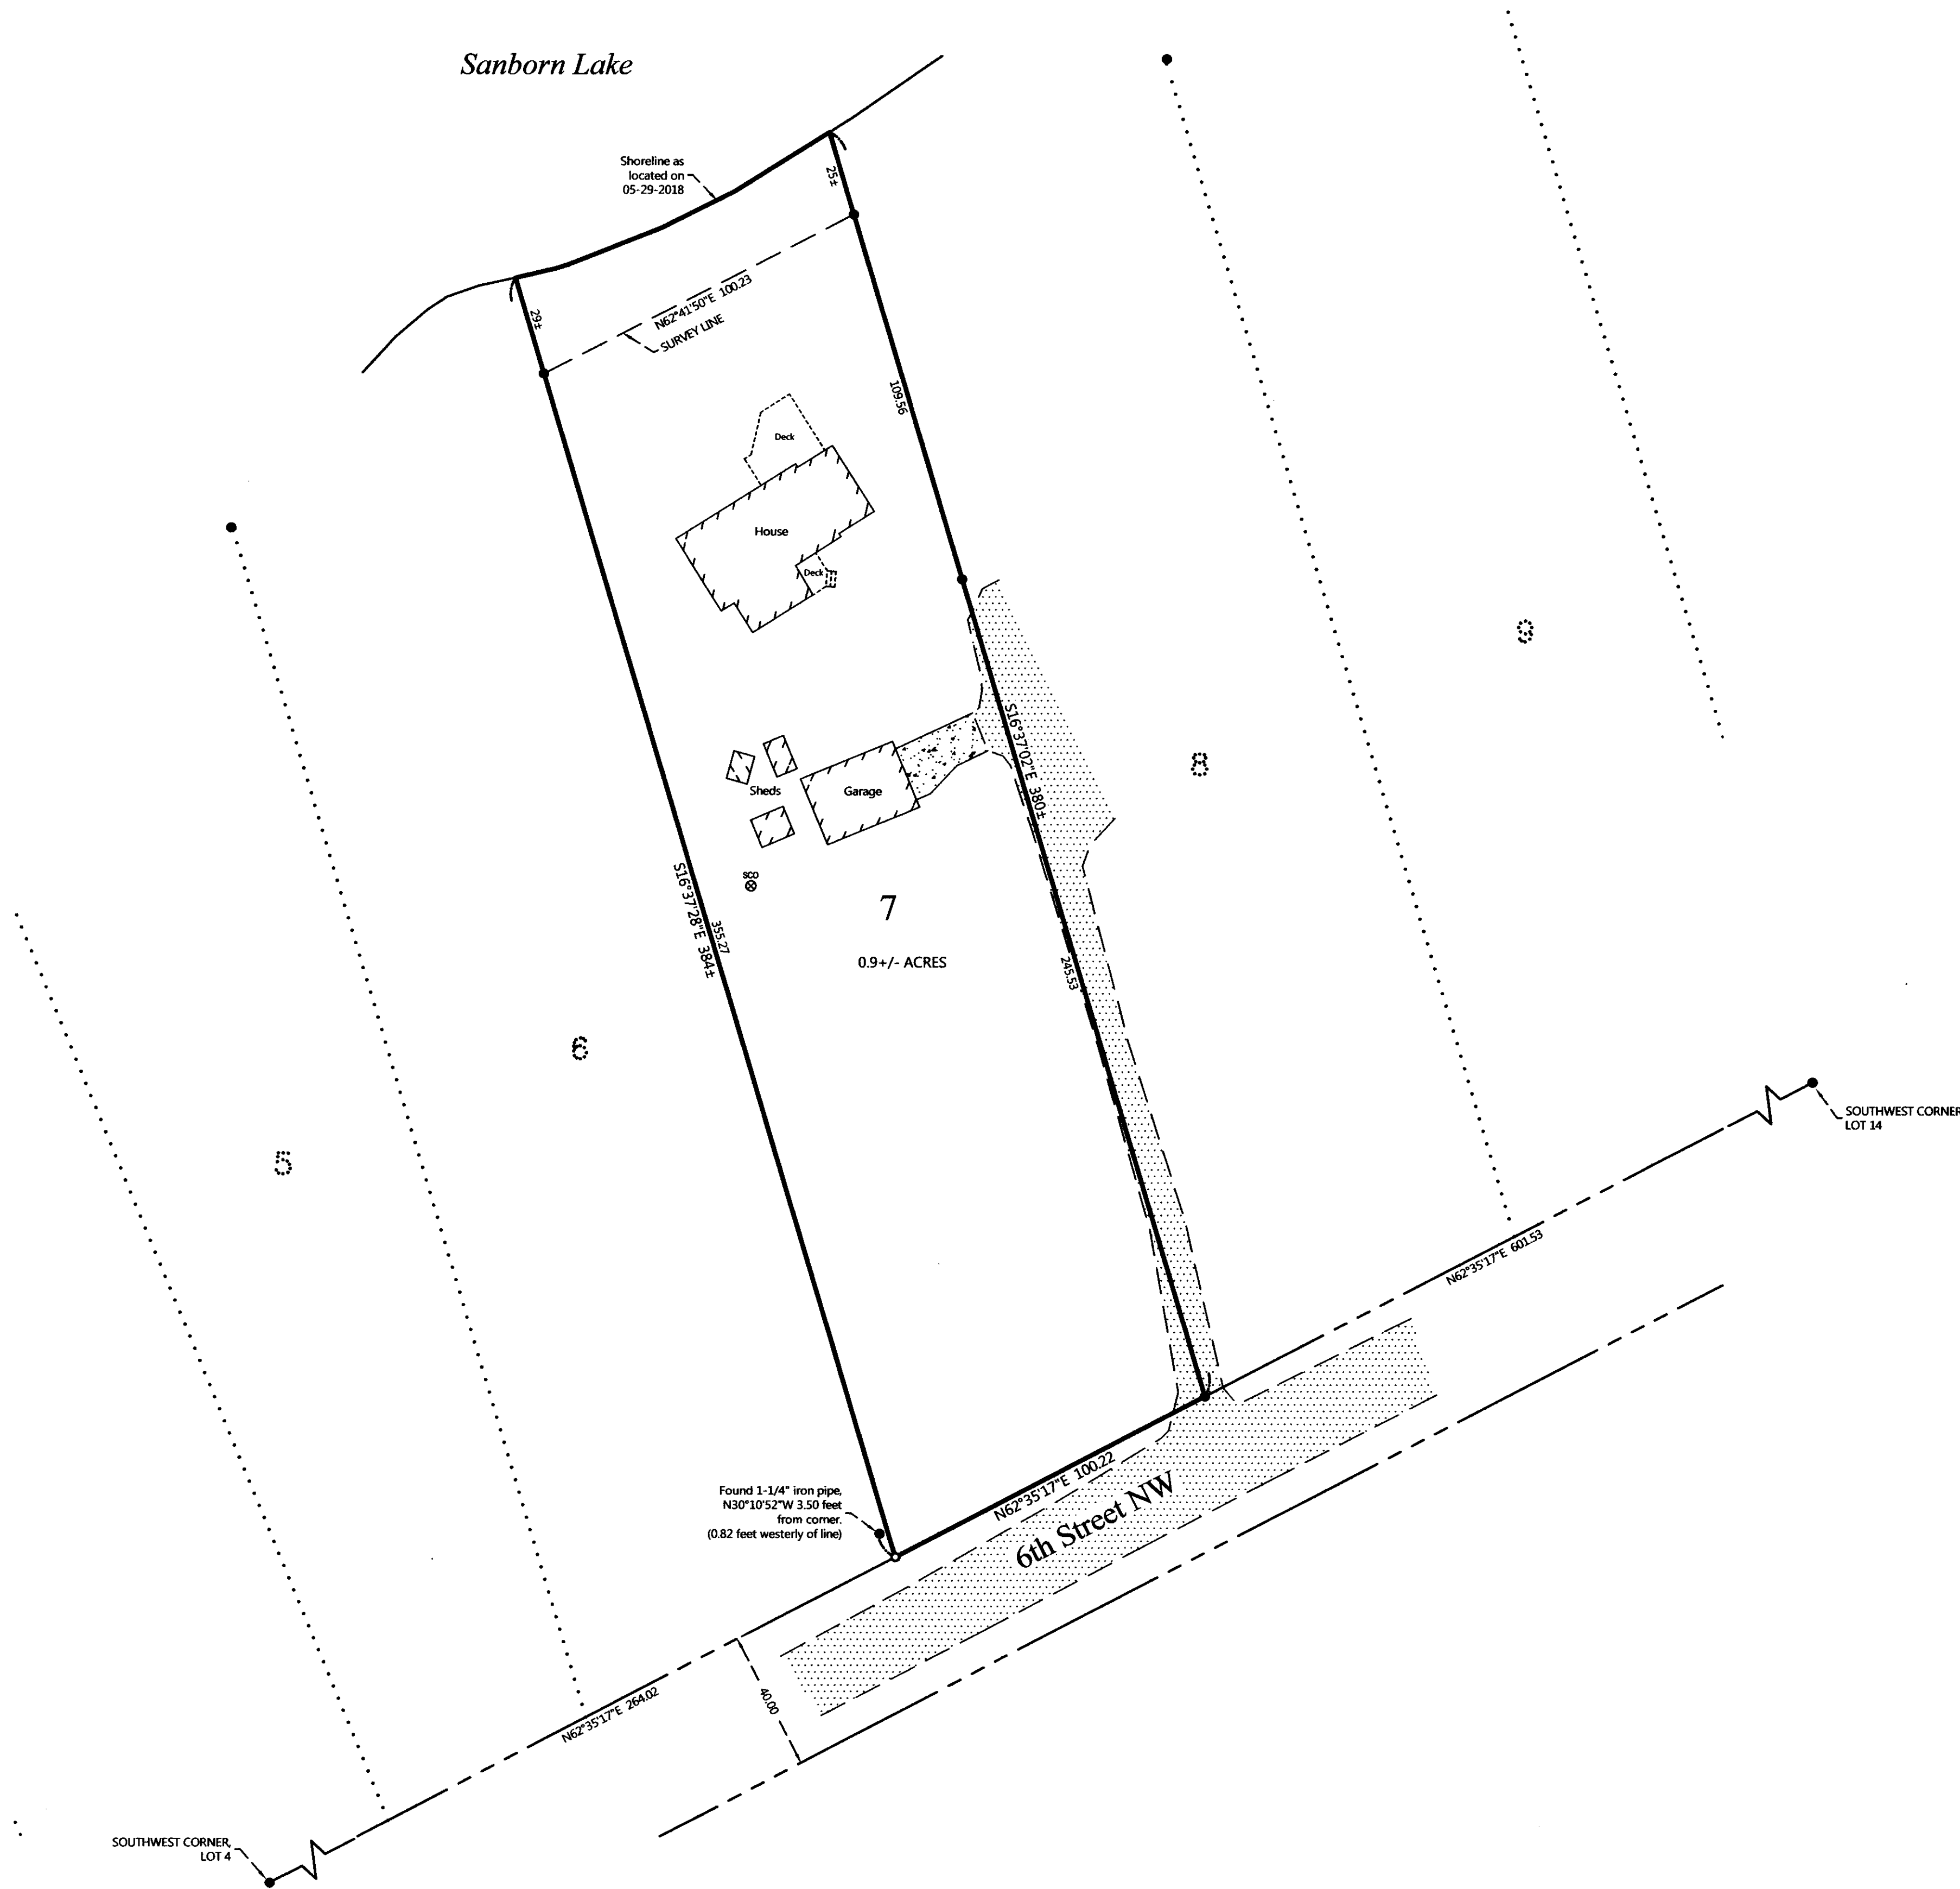 Sanborn Lake
Shoreline as
located on
05-29-2018
25±
29±
N62°41'50"E 100.23
SURVEY LINE
109.56
Deck
House
Deck
9
S16°37'02"E 380±
8
Sheds
Garage
SCO
S16°37'28"E 384±
355.27
7
0.9+/- ACRES
245.53
6
5
SOUTHWEST CORNER
LOT 14
N62°35'17"E 601.53
Found 1-1/4" iron pipe,
N30°10'52"W 3.50 feet
from corner.
(0.82 feet westerly of line)
N62°35'17"E 100.22
6th Street NW
N62°35'17"E 264.02
40.00
SOUTHWEST CORNER,
LOT 4